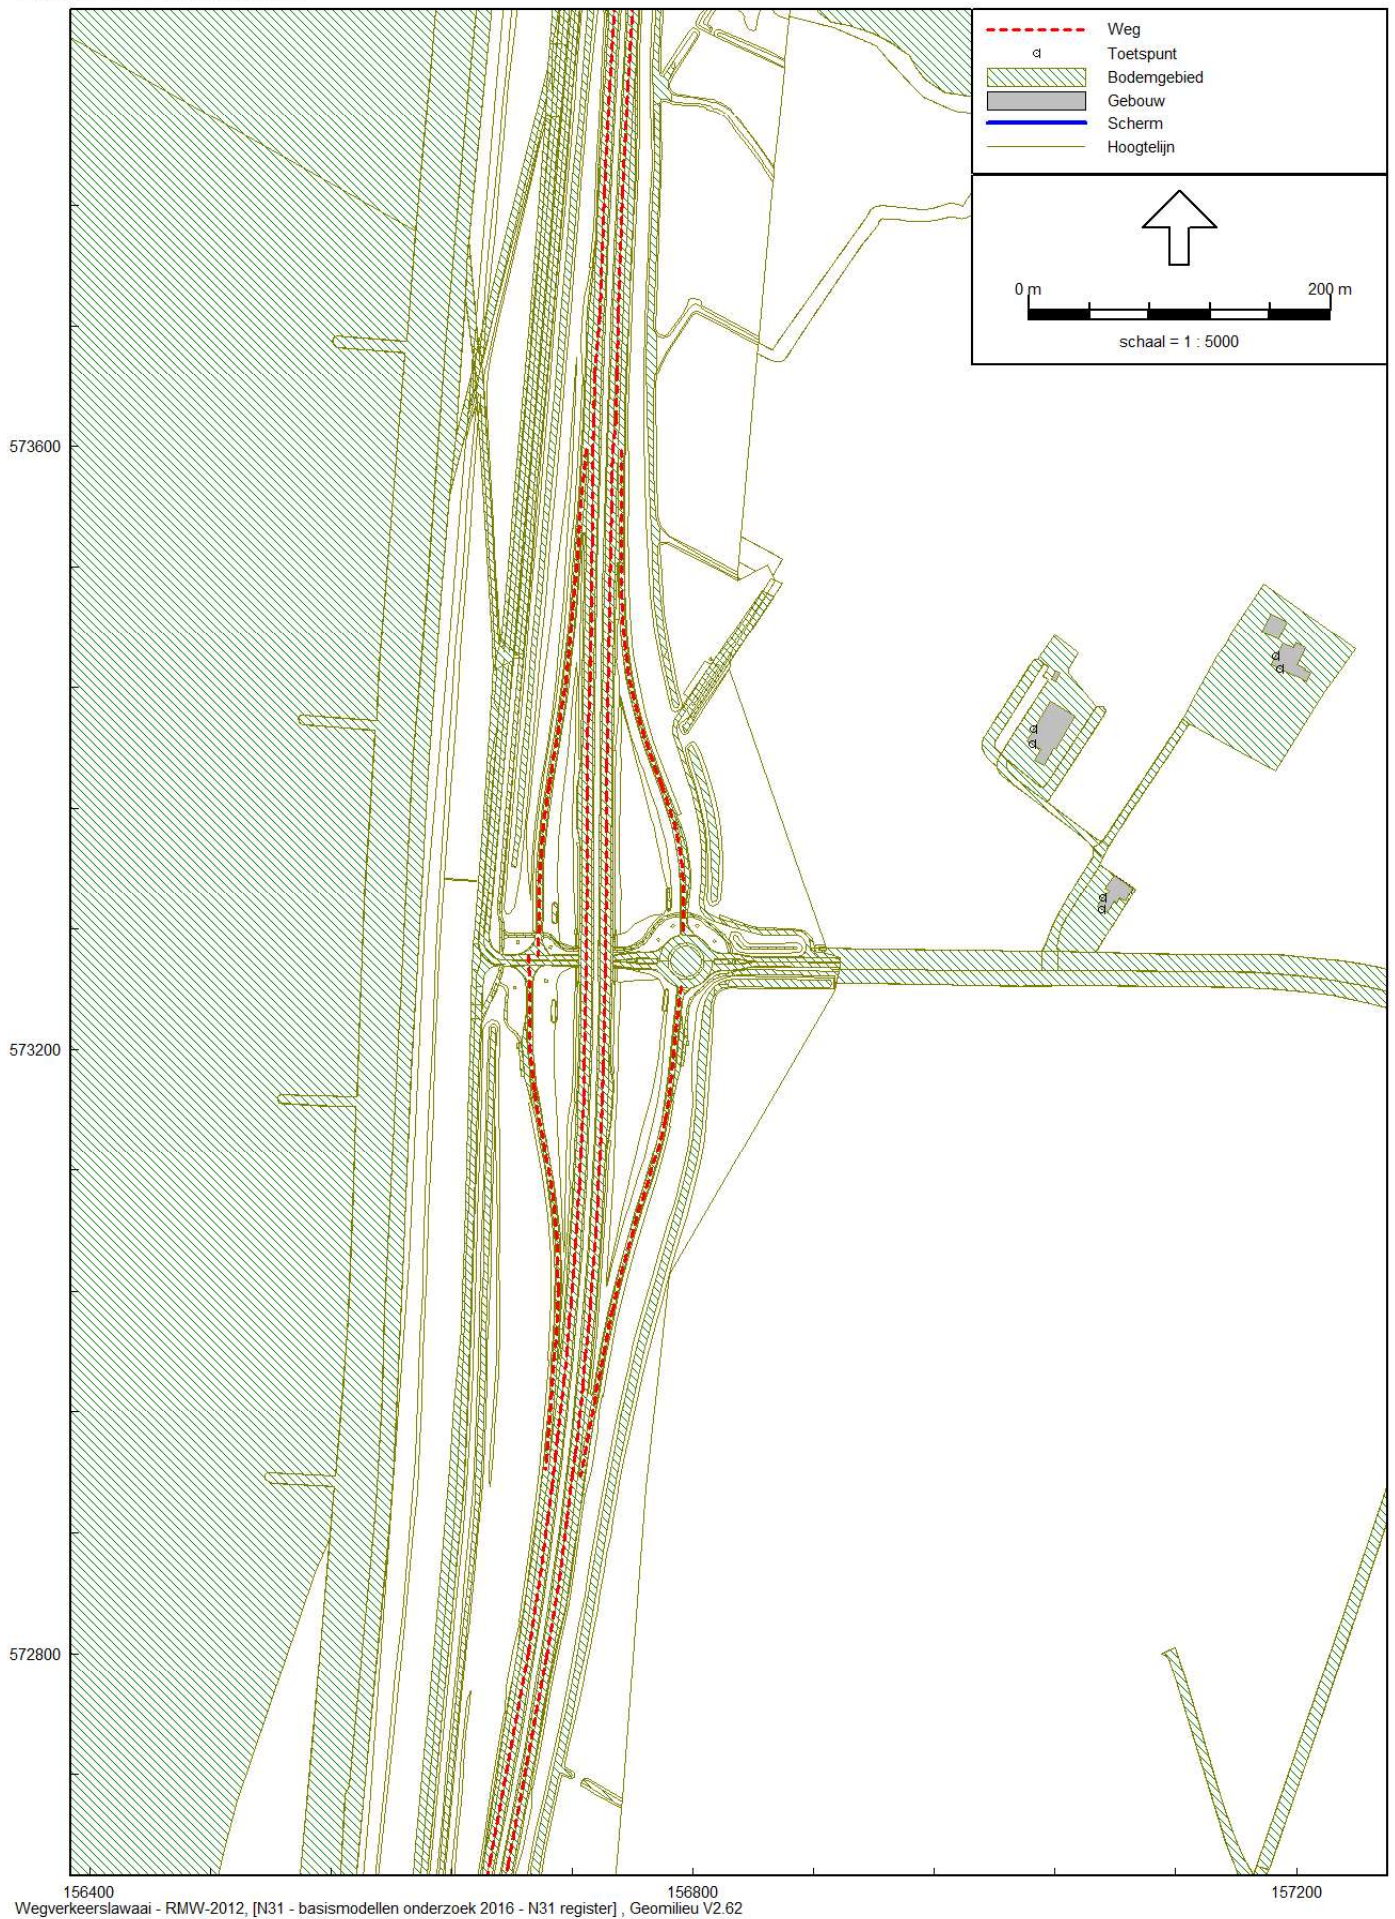 Weg
Toetspunt
Bodemgebied
Gebouw
Scherm
Hoogtelijn
0 m 200 m
schaal = 1 : 5000
573600
573200
572800
156400 156800 157200
Wegverkeerslawaai - RMW-2012, [N31 - basismodellen onderzoek 2016 - N31 register] , Geomilieu V2.62